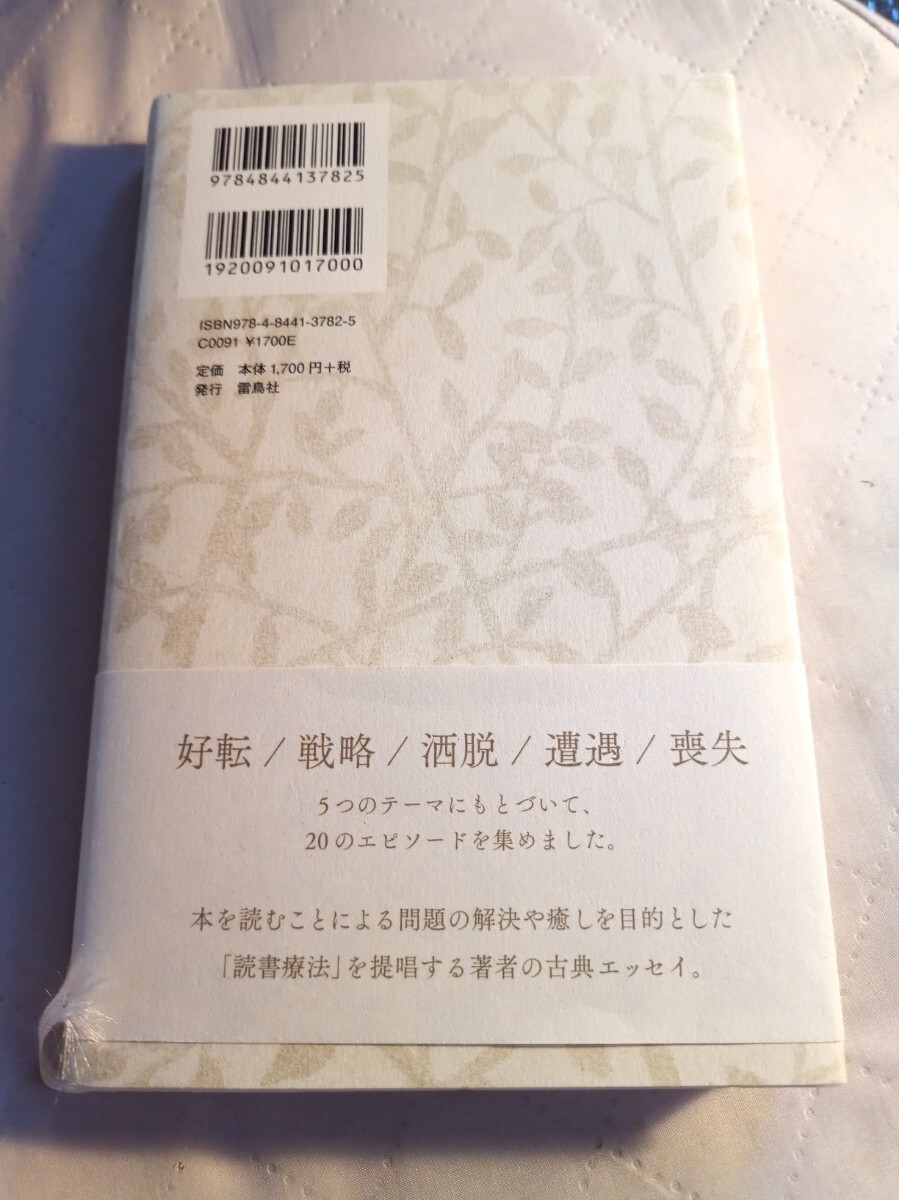 9784844137825
1920091017000
ISBN978-4-8441-3782-5
C0091 ¥1700E
定価 本体1,700円+税
発行 雷鳥社
好転/戦略/洒脱/遭遇/喪失
5つのテーマにもとづいて、
20のエピソードを集めました。
本を読むことによる問題の解決や癒しを目的とした
「読書療法」を提唱する著者の古典エッセイ。